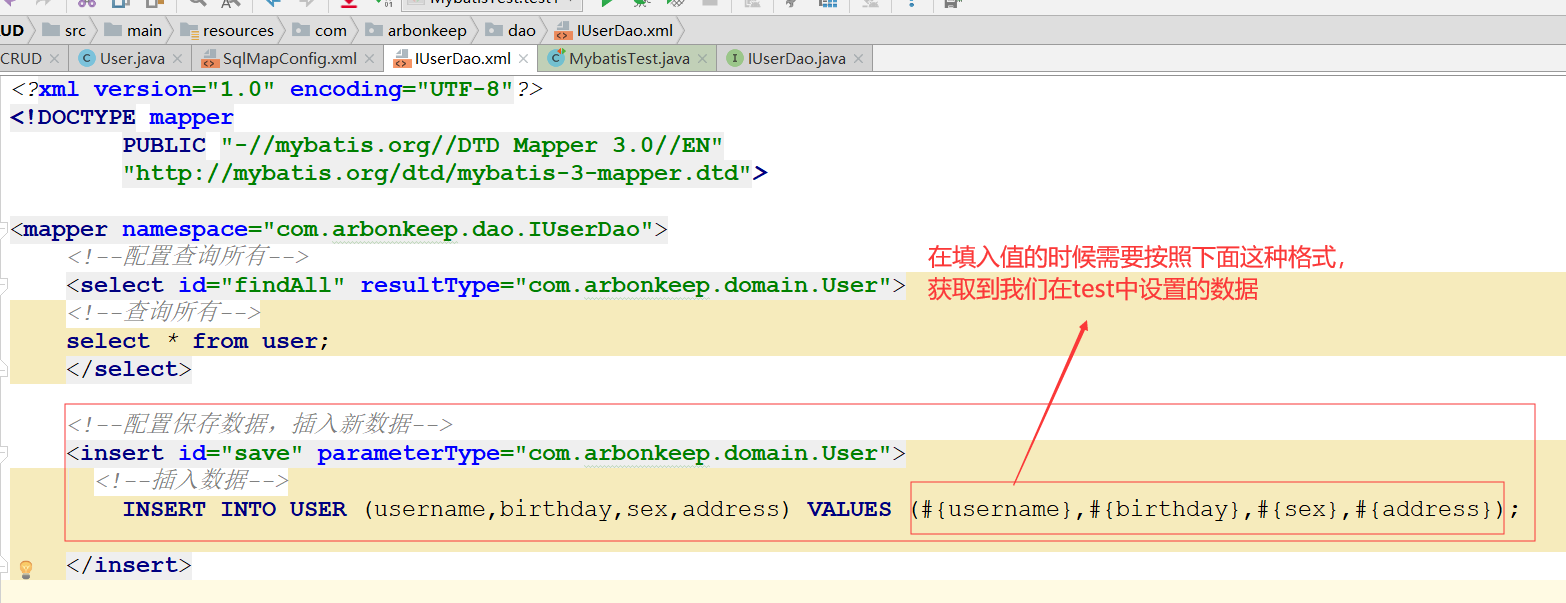 MybatisTest.test1
UD src main resources com arbonkeep dao IUserDao.xml
CRUD User.java SqlMapConfig.xml IUserDao.xml MybatisTest.java IUserDao.java
<?xml version="1.0" encoding="UTF-8"?>
<!DOCTYPE mapper
PUBLIC "-//mybatis.org//DTD Mapper 3.0//EN"
"http://mybatis.org/dtd/mybatis-3-mapper.dtd">
<mapper namespace="com.arbonkeep.dao.IUserDao">
<!--配置查询所有-->
<select id="findAll" resultType="com.arbonkeep.domain.User">
<!--查询所有-->
select * from user;
</select>
在填入值的时候需要按照下面这种格式，
获取到我们在test中设置的数据
<!--配置保存数据，插入新数据-->
<insert id="save" parameterType="com.arbonkeep.domain.User">
<!--插入数据-->
INSERT INTO USER (username,birthday,sex,address) VALUES (#{username},#{birthday},#{sex},#{address});
</insert>